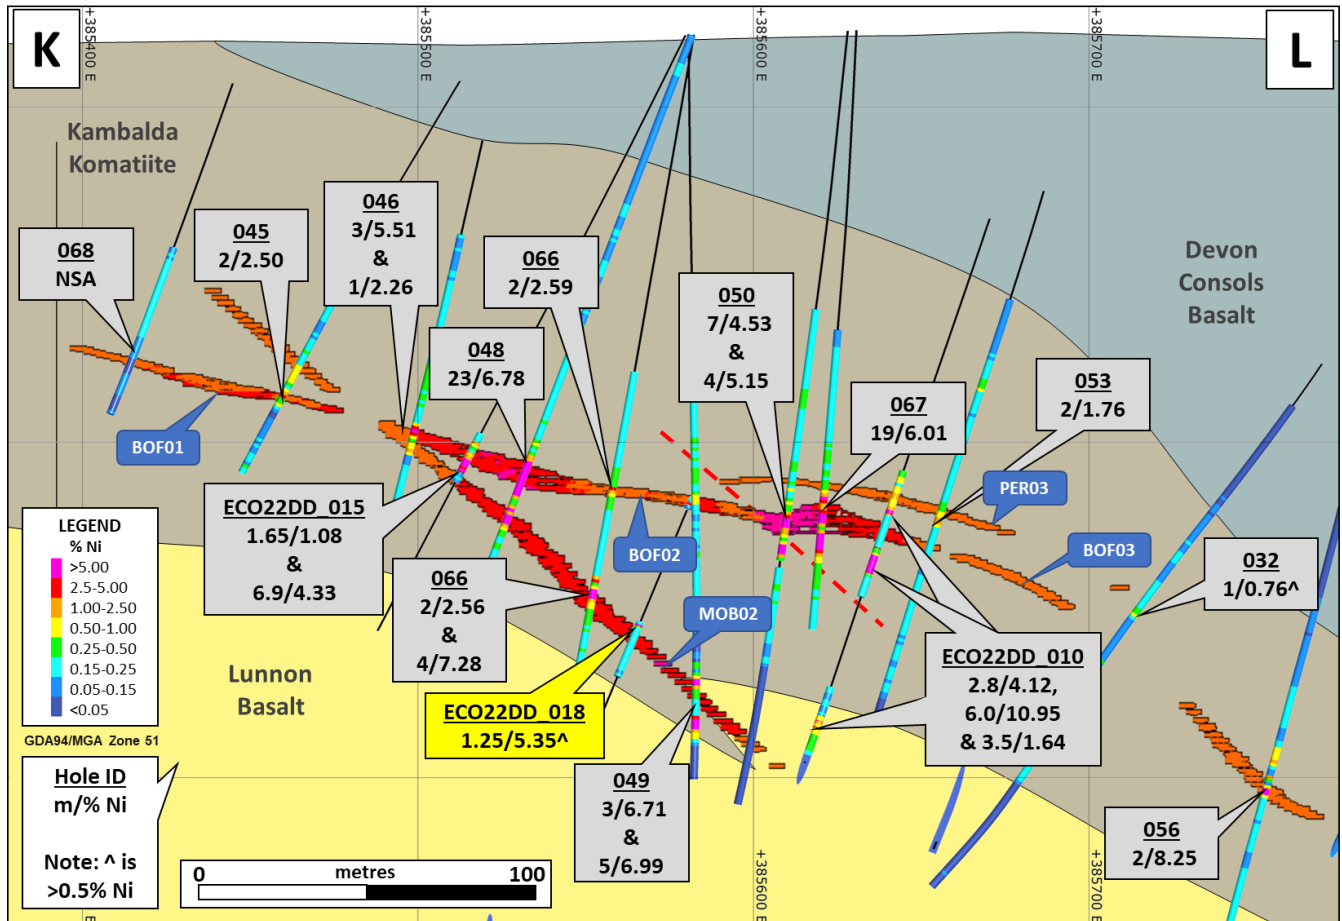 K
L
+385400 E
+385500 E
+385600 E
+385700 E
Kambalda
Komatiite
Devon
Consols
Basalt
Lunnon
Basalt
068
NSA
045
2/2.50
046
3/5.51
&
1/2.26
048
23/6.78
066
2/2.59
050
7/4.53
&
4/5.15
067
19/6.01
053
2/1.76
PER03
BOF01
BOF02
BOF03
MOB02
032
1/0.76^
ECO22DD_015
1.65/1.08
&
6.9/4.33
066
2/2.56
&
4/7.28
ECO22DD_018
1.25/5.35^
049
3/6.71
&
5/6.99
ECO22DD_010
2.8/4.12,
6.0/10.95
& 3.5/1.64
056
2/8.25
LEGEND
% Ni
>5.00
2.5-5.00
1.00-2.50
0.50-1.00
0.25-0.50
0.15-0.25
0.05-0.15
<0.05
GDA94/MGA Zone 51
Hole ID
m/% Ni
Note: ^ is
>0.5% Ni
0 metres 100
+385600 E
+385700 E